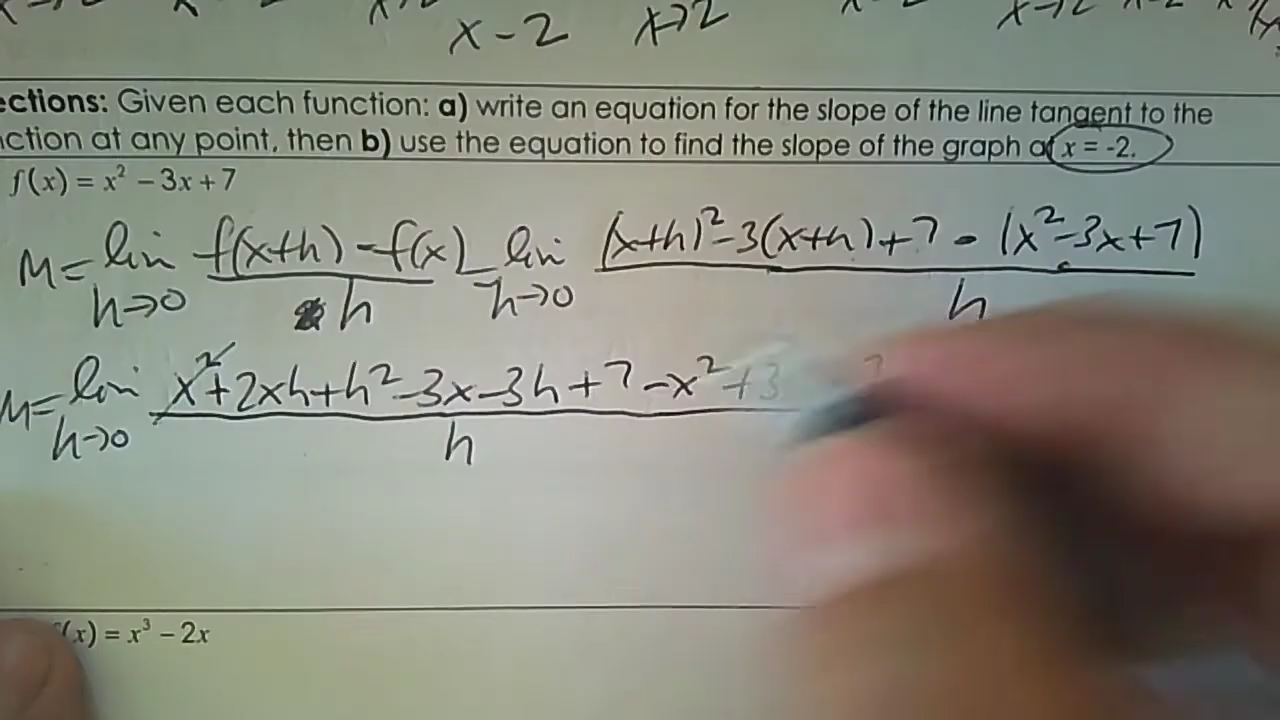 x - 2 x→2 x→2
ections: Given each function: a) write an equation for the slope of the line tangent to the
nction at any point, then b) use the equation to find the slope of the graph a x = -2.
f(x) = x² − 3x + 7
M = lim h→0 f(x+h) - f(x) / h = lim h→0 (x+h)² - 3(x+h) + 7 - (x² - 3x + 7) / h
M = lim h→0 x² + 2xh + h² - 3x - 3h + 7 - x² + 3 / h
(x) = x³ − 2x